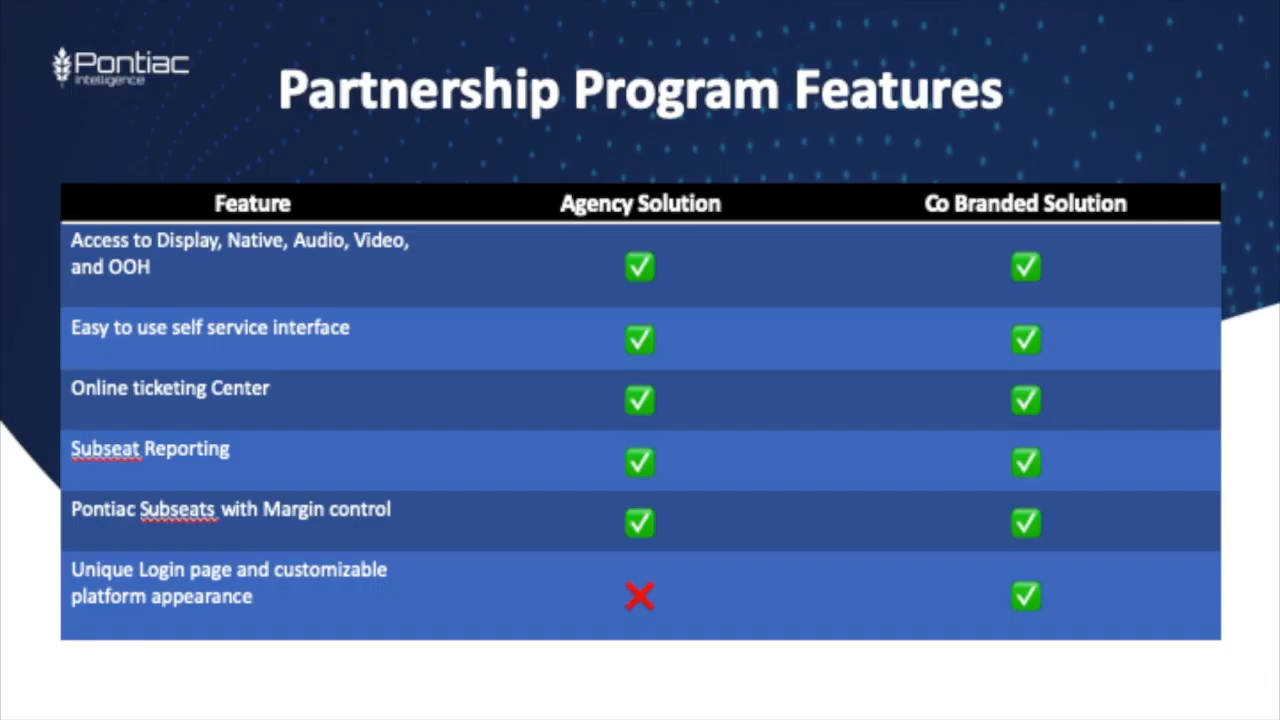 Pontiac
Intelligence
Partnership Program Features
Feature Agency Solution Co Branded Solution
Access to Display, Native, Audio, Video,
and OOH
Easy to use self service interface
Online ticketing Center
Subseat Reporting
Pontiac Subseats with Margin control
Unique Login page and customizable
platform appearance